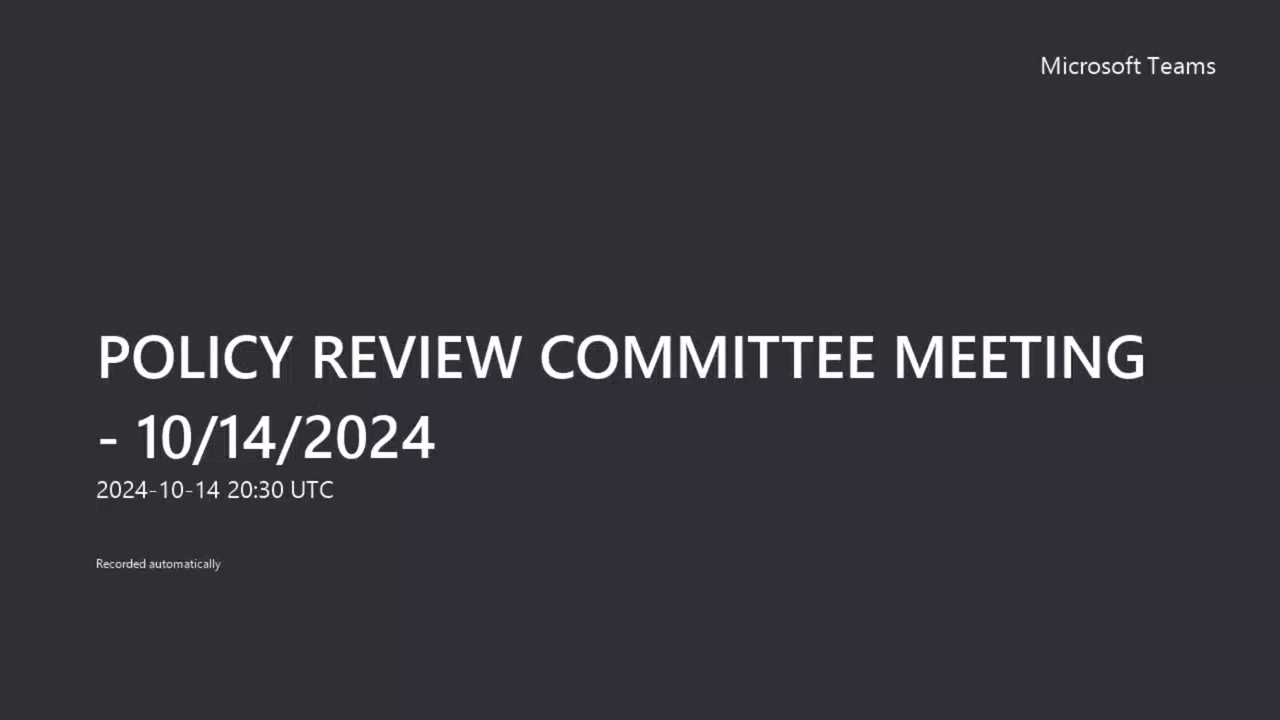 Microsoft Teams
POLICY REVIEW COMMITTEE MEETING
- 10/14/2024
2024-10-14 20:30 UTC
Recorded automatically